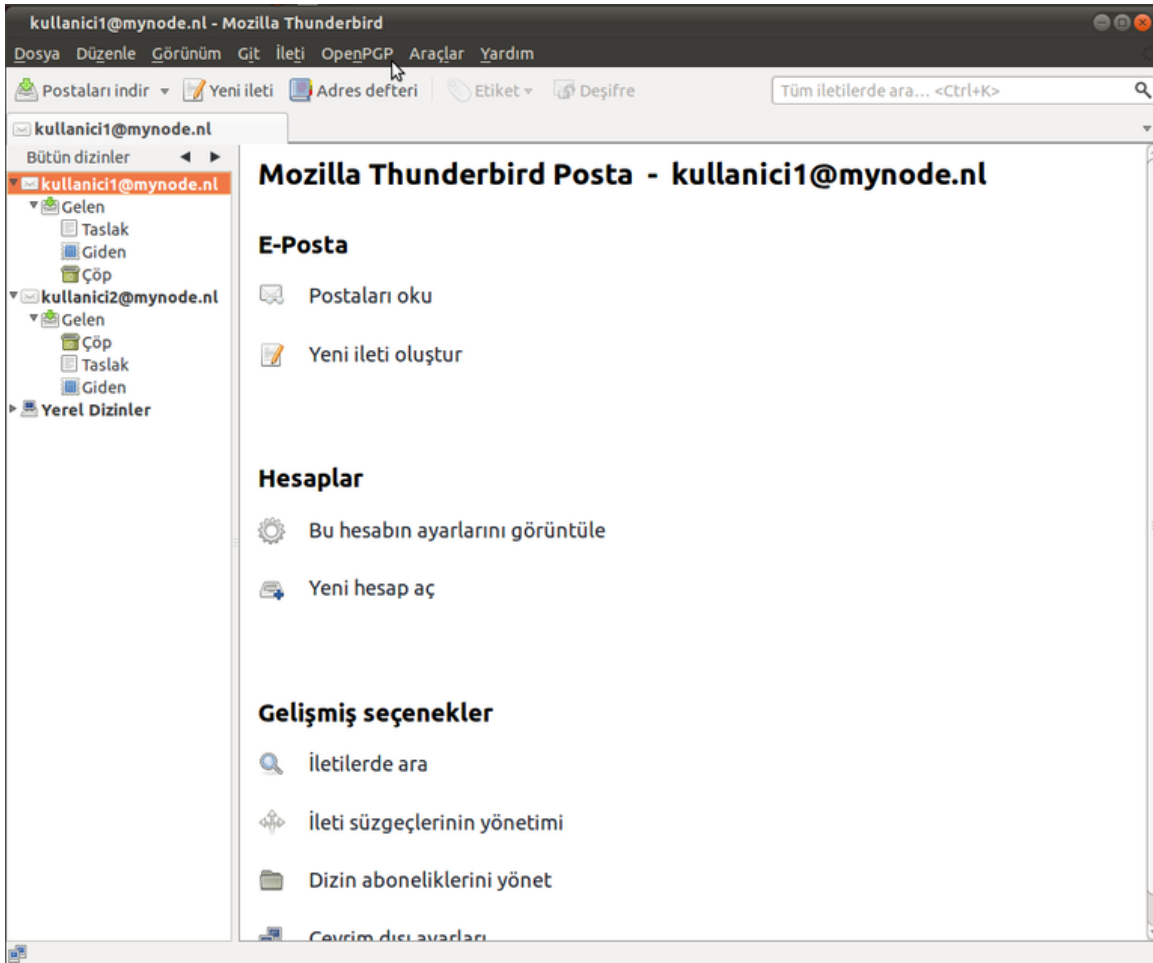 kullanici1@mynode.nl - Mozilla Thunderbird
Dosya Düzenle Görünüm Git İleti OpenPGP Araçlar Yardım
Postaları indir Yeni ileti Adres defteri Etiket Deşifre Tüm iletilerde ara... <Ctrl+K>
kullanici1@mynode.nl
Bütün dizinler
kullanici1@mynode.nl
Gelen
Taslak
Giden
Çöp
kullanici2@mynode.nl
Gelen
Çöp
Taslak
Giden
Yerel Dizinler
Mozilla Thunderbird Posta - kullanici1@mynode.nl
E-Posta
Postaları oku
Yeni ileti oluştur
Hesaplar
Bu hesabın ayarlarını görüntüle
Yeni hesap aç
Gelişmiş seçenekler
İletilerde ara
İleti süzgeçlerinin yönetimi
Dizin aboneliklerini yönet
Çevrim dışı ayarları